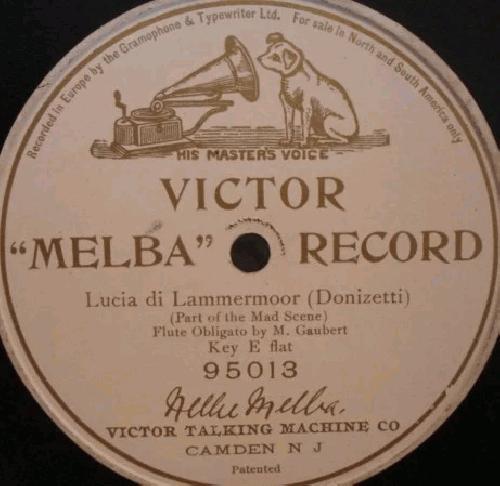 Recorded in Europe by the Gramophone & Typewriter Ltd. For sale in North and South America only
HIS MASTER'S VOICE
VICTOR
"MELBA" RECORD
Lucia di Lammermoor (Donizetti)
(Part of the Mad Scene)
Flute Obligato by M. Gaubert
Key E flat
95013
Nellie Melba.
VICTOR TALKING MACHINE CO
CAMDEN N J
Patented